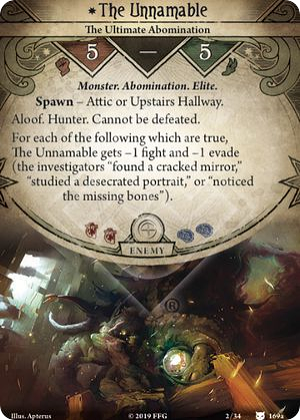 ✷The Unnamable
The Ultimate Abomination
5 — 5
Monster. Abomination. Elite.
Spawn – Attic or Upstairs Hallway.
Aloof. Hunter. Cannot be defeated.
For each of the following which are true,
The Unnamable gets –1 fight and –1 evade
(the investigators “found a cracked mirror,”
“studied a desecrated portrait,” or “noticed
the missing bones”).
ENEMY
®
Illus. Apterus © 2019 FFG 2/34 169a